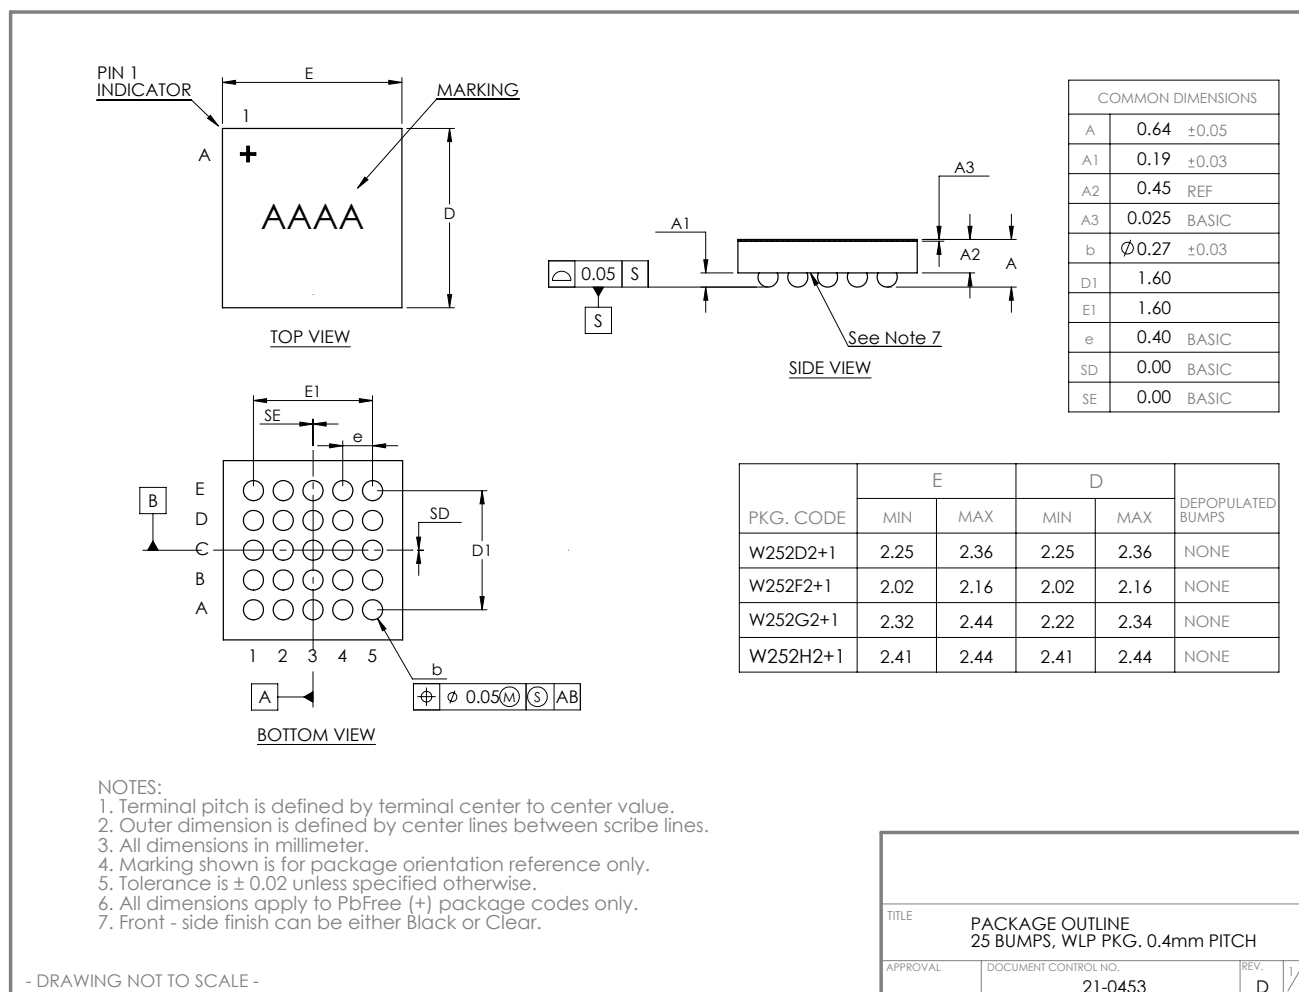 PIN 1
INDICATOR
E
MARKING
1
A
AAAA
D
TOP VIEW
A3
A1
A2
A
0.05 S
S
See Note 7
SIDE VIEW
COMMON DIMENSIONS
A 0.64 ±0.05
A1 0.19 ±0.03
A2 0.45 REF
A3 0.025 BASIC
b Ø0.27 ±0.03
D1 1.60
E1 1.60
e 0.40 BASIC
SD 0.00 BASIC
SE 0.00 BASIC
E1
SE
e
B
E
D
C
B
A
SD
D1
1 2 3 4 5
A
b
⌖ ø 0.05Ⓜ Ⓢ AB
BOTTOM VIEW
PKG. CODE E D DEPOPULATED BUMPS
MIN MAX MIN MAX
W252D2+1 2.25 2.36 2.25 2.36 NONE
W252F2+1 2.02 2.16 2.02 2.16 NONE
W252G2+1 2.32 2.44 2.22 2.34 NONE
W252H2+1 2.41 2.44 2.41 2.44 NONE
NOTES:
1. Terminal pitch is defined by terminal center to center value.
2. Outer dimension is defined by center lines between scribe lines.
3. All dimensions in millimeter.
4. Marking shown is for package orientation reference only.
5. Tolerance is ± 0.02 unless specified otherwise.
6. All dimensions apply to PbFree (+) package codes only.
7. Front - side finish can be either Black or Clear.
- DRAWING NOT TO SCALE -
TITLE
PACKAGE OUTLINE
25 BUMPS, WLP PKG. 0.4mm PITCH
APPROVAL
DOCUMENT CONTROL NO.
21-0453
REV.
D
1/